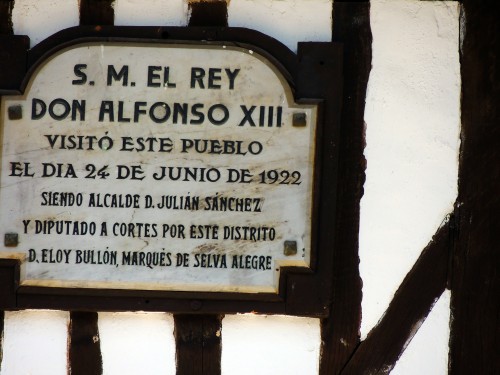 S. M. EL REY
DON ALFONSO XIII
VISITÓ ESTE PUEBLO
EL DIA 24 DE JUNIO DE 1922
SIENDO ALCALDE D. JULIÁN SÁNCHEZ
Y DIPUTADO A CORTES POR ESTE DISTRITO
D. ELOY BULLÓN, MARQUÉS DE SELVA ALEGRE